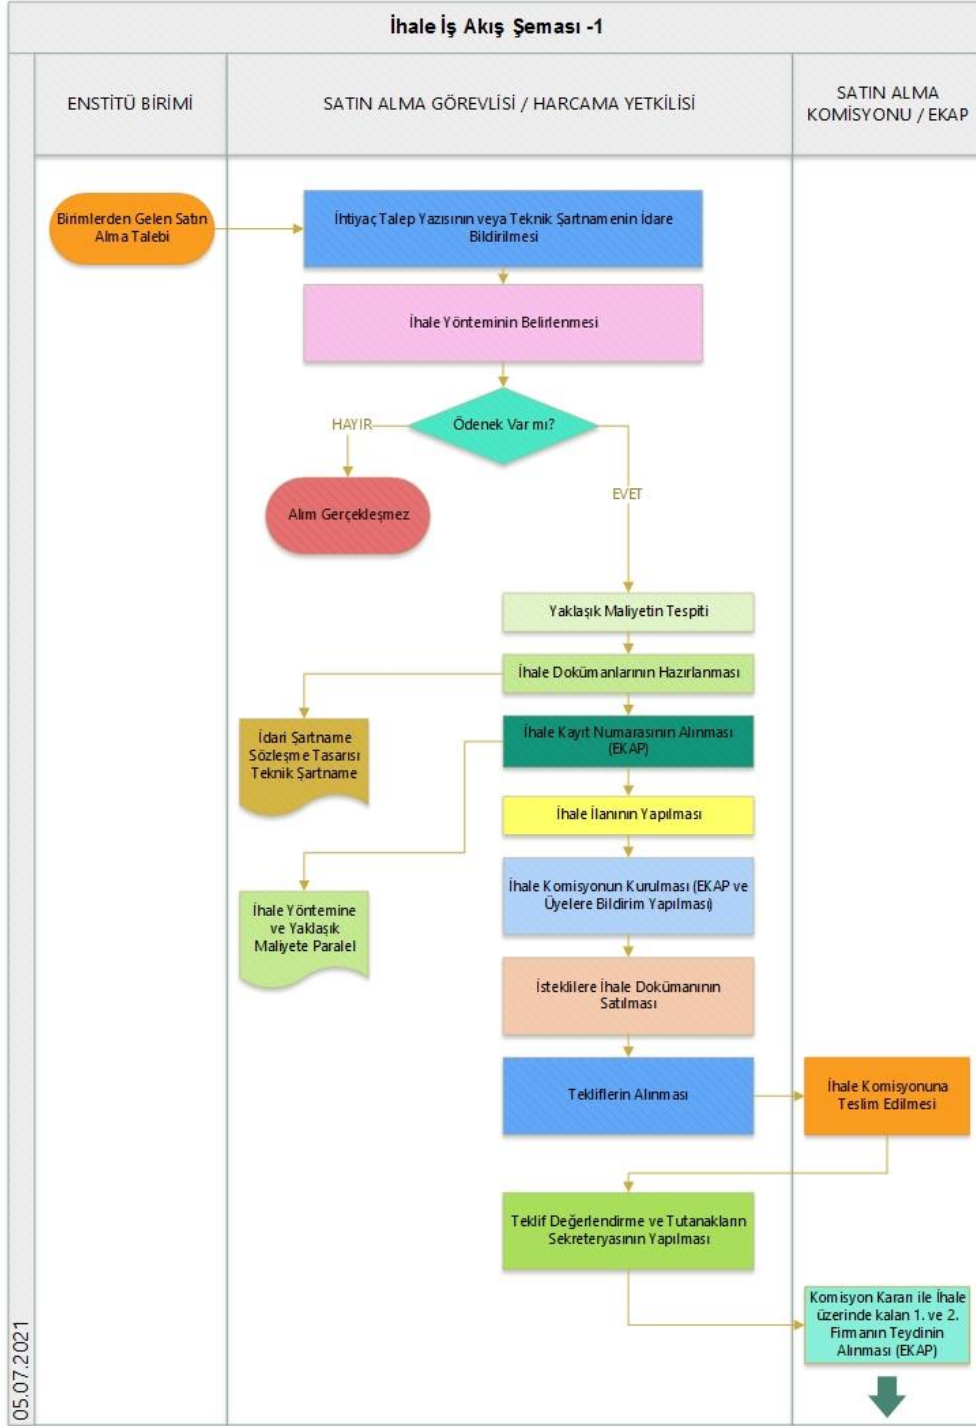 İhale İş Akış Şeması -1
ENSTİTÜ BİRİMİ
SATIN ALMA GÖREVLİSİ / HARCAMA YETKİLİSİ
SATIN ALMA
KOMİSYONU / EKAP
Birimlerden Gelen Satın
Alma Talebi
İhtiyaç Talep Yazısının veya Teknik Şartnamenin İdare
Bildirilmesi
İhale Yönteminin Belirlenmesi
Ödenek Var mı?
HAYIR
EVET
Alım Gerçekleşmez
Yaklaşık Maliyetin Tespiti
İhale Dokümanlarının Hazırlanması
İdari Şartname
Sözleşme Tasarısı
Teknik Şartname
İhale Kayıt Numarasının Alınması
(EKAP)
İhale İlanının Yapılması
İhale Komisyonun Kurulması (EKAP ve
Üyelere Bildirim Yapılması)
İhale Yöntemine
ve Yaklaşık
Maliyete Paralel
İsteklilere İhale Dokümanının
Satılması
Tekliflerin Alınması
İhale Komisyonuna
Teslim Edilmesi
Teklif Değerlendirme ve Tutanakların
Sekreteryasının Yapılması
Komisyon Kararı ile İhale
üzerinde kalan 1. ve 2.
Firmanın Teydinin
Alınması (EKAP)
05.07.2021